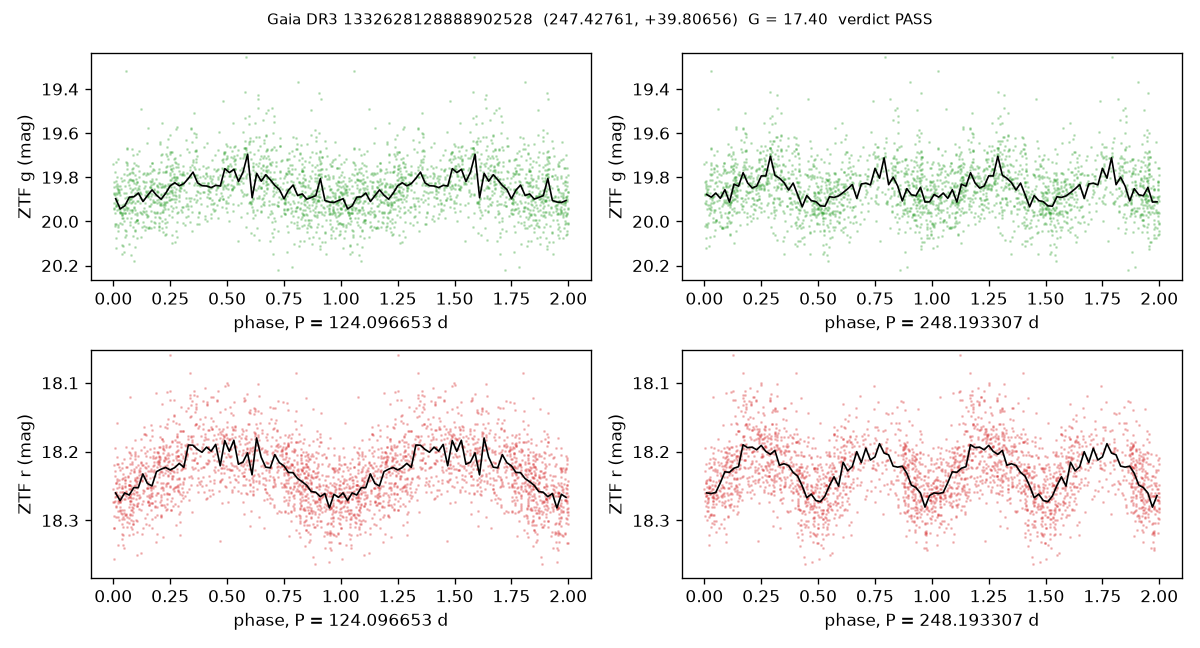 Gaia DR3 1332628128888902528 (247.42761, +39.80656) G = 17.40 verdict PASS
ZTF g (mag)
19.4
19.6
19.8
20.0
20.2
0.00 0.25 0.50 0.75 1.00 1.25 1.50 1.75 2.00
phase, P = 124.096653 d
ZTF g (mag)
19.4
19.6
19.8
20.0
20.2
0.00 0.25 0.50 0.75 1.00 1.25 1.50 1.75 2.00
phase, P = 248.193307 d
ZTF r (mag)
18.1
18.2
18.3
0.00 0.25 0.50 0.75 1.00 1.25 1.50 1.75 2.00
phase, P = 124.096653 d
ZTF r (mag)
18.1
18.2
18.3
0.00 0.25 0.50 0.75 1.00 1.25 1.50 1.75 2.00
phase, P = 248.193307 d